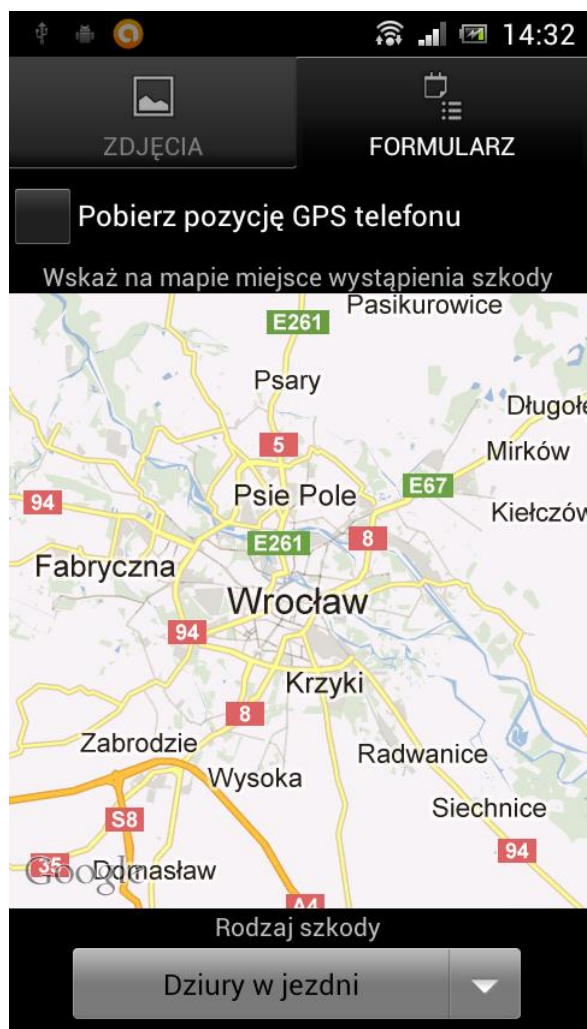 14:32
ZDJĘCIA
FORMULARZ
Pobierz pozycję GPS telefonu
Wskaż na mapie miejsce wystąpienia szkody
Pasikurowice
E261
Psary
Długołę
5
Mirków
Psie Pole
E67
94
Kiełczów
E261
8
Fabryczna
Wrocław
94
Krzyki
8
Zabrodzie
Radwanice
Wysoka
Siechnice
S8
94
35
Google
Domasław
A4
Rodzaj szkody
Dziury w jezdni